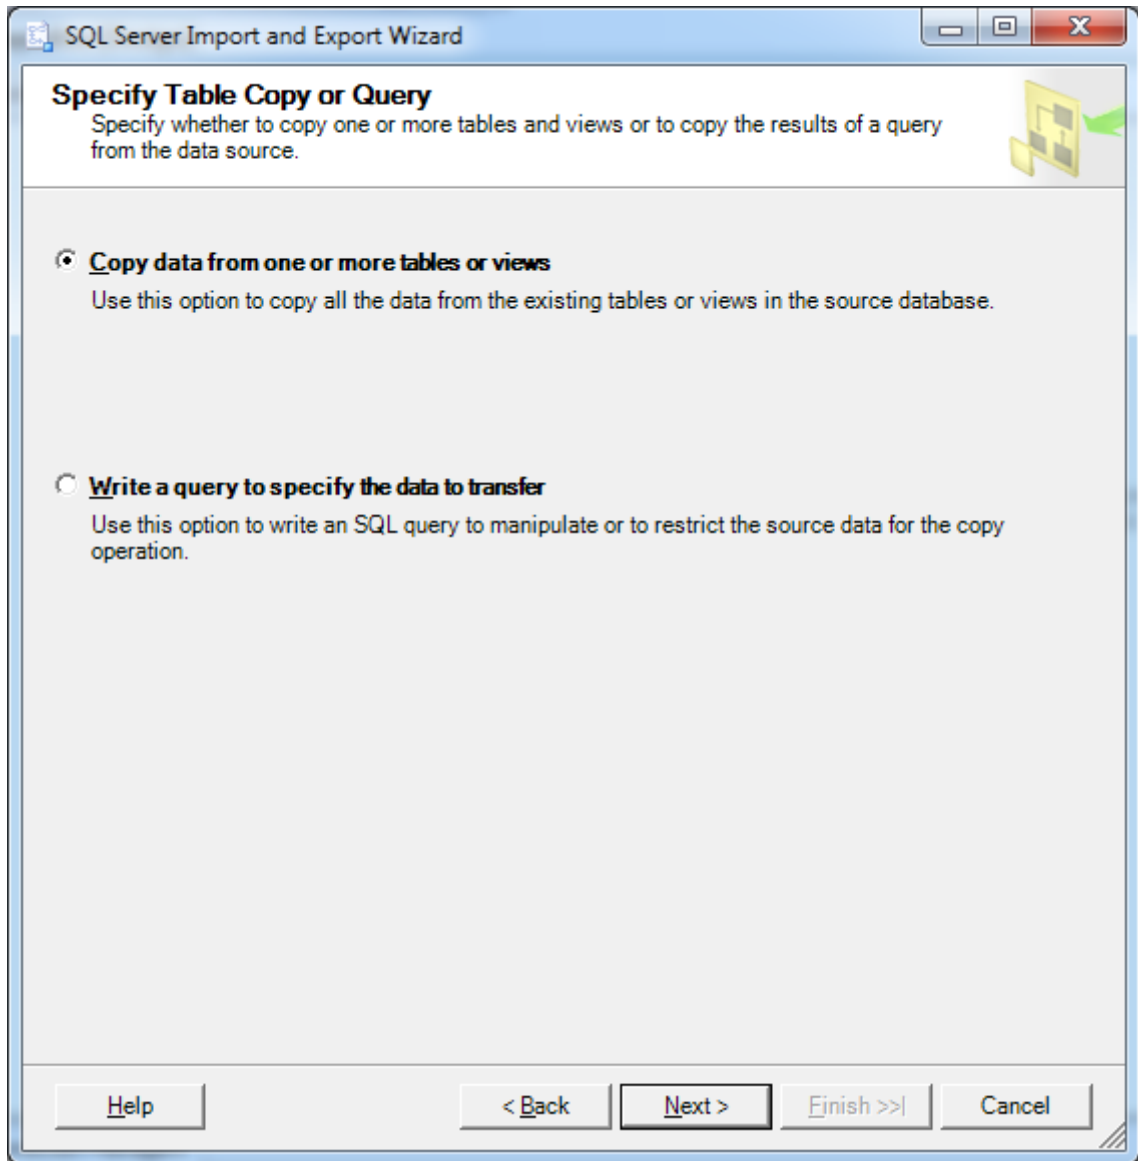 SQL Server Import and Export Wizard
Specify Table Copy or Query
Specify whether to copy one or more tables and views or to copy the results of a query
from the data source.
Copy data from one or more tables or views
Use this option to copy all the data from the existing tables or views in the source database.
Write a query to specify the data to transfer
Use this option to write an SQL query to manipulate or to restrict the source data for the copy
operation.
Help < Back Next > Finish >>| Cancel